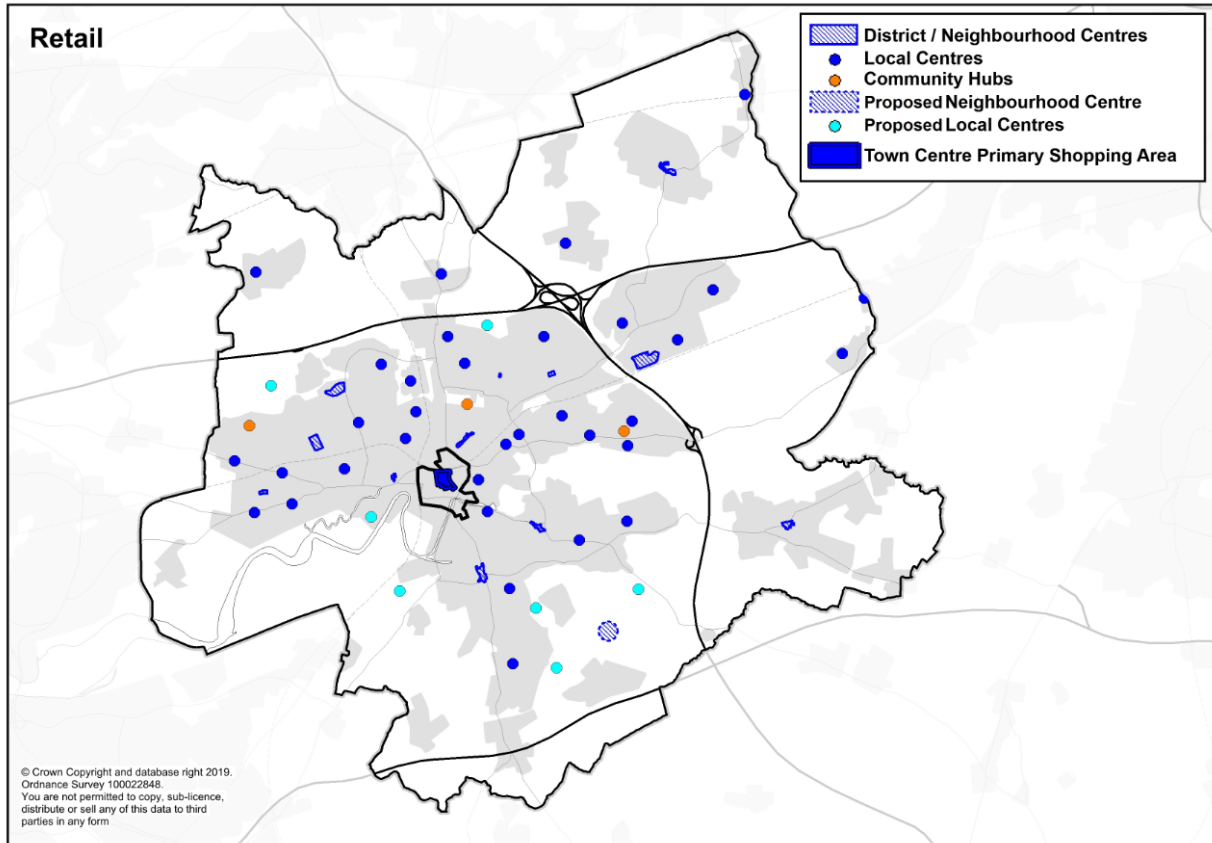 Retail
District / Neighbourhood Centres
Local Centres
Community Hubs
Proposed Neighbourhood Centre
Proposed Local Centres
Town Centre Primary Shopping Area
© Crown Copyright and database right 2019.
Ordnance Survey 100022848.
You are not permitted to copy, sub-licence,
distribute or sell any of this data to third
parties in any form